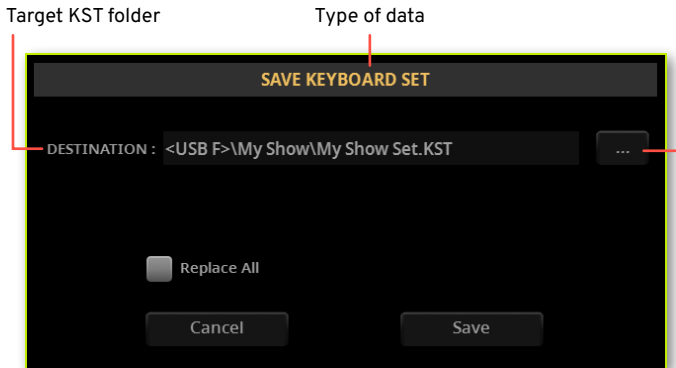 Target KST folder
Type of data
SAVE KEYBOARD SET
DESTINATION : <USB F>\My Show\My Show Set.KST ...
Replace All
Cancel Save